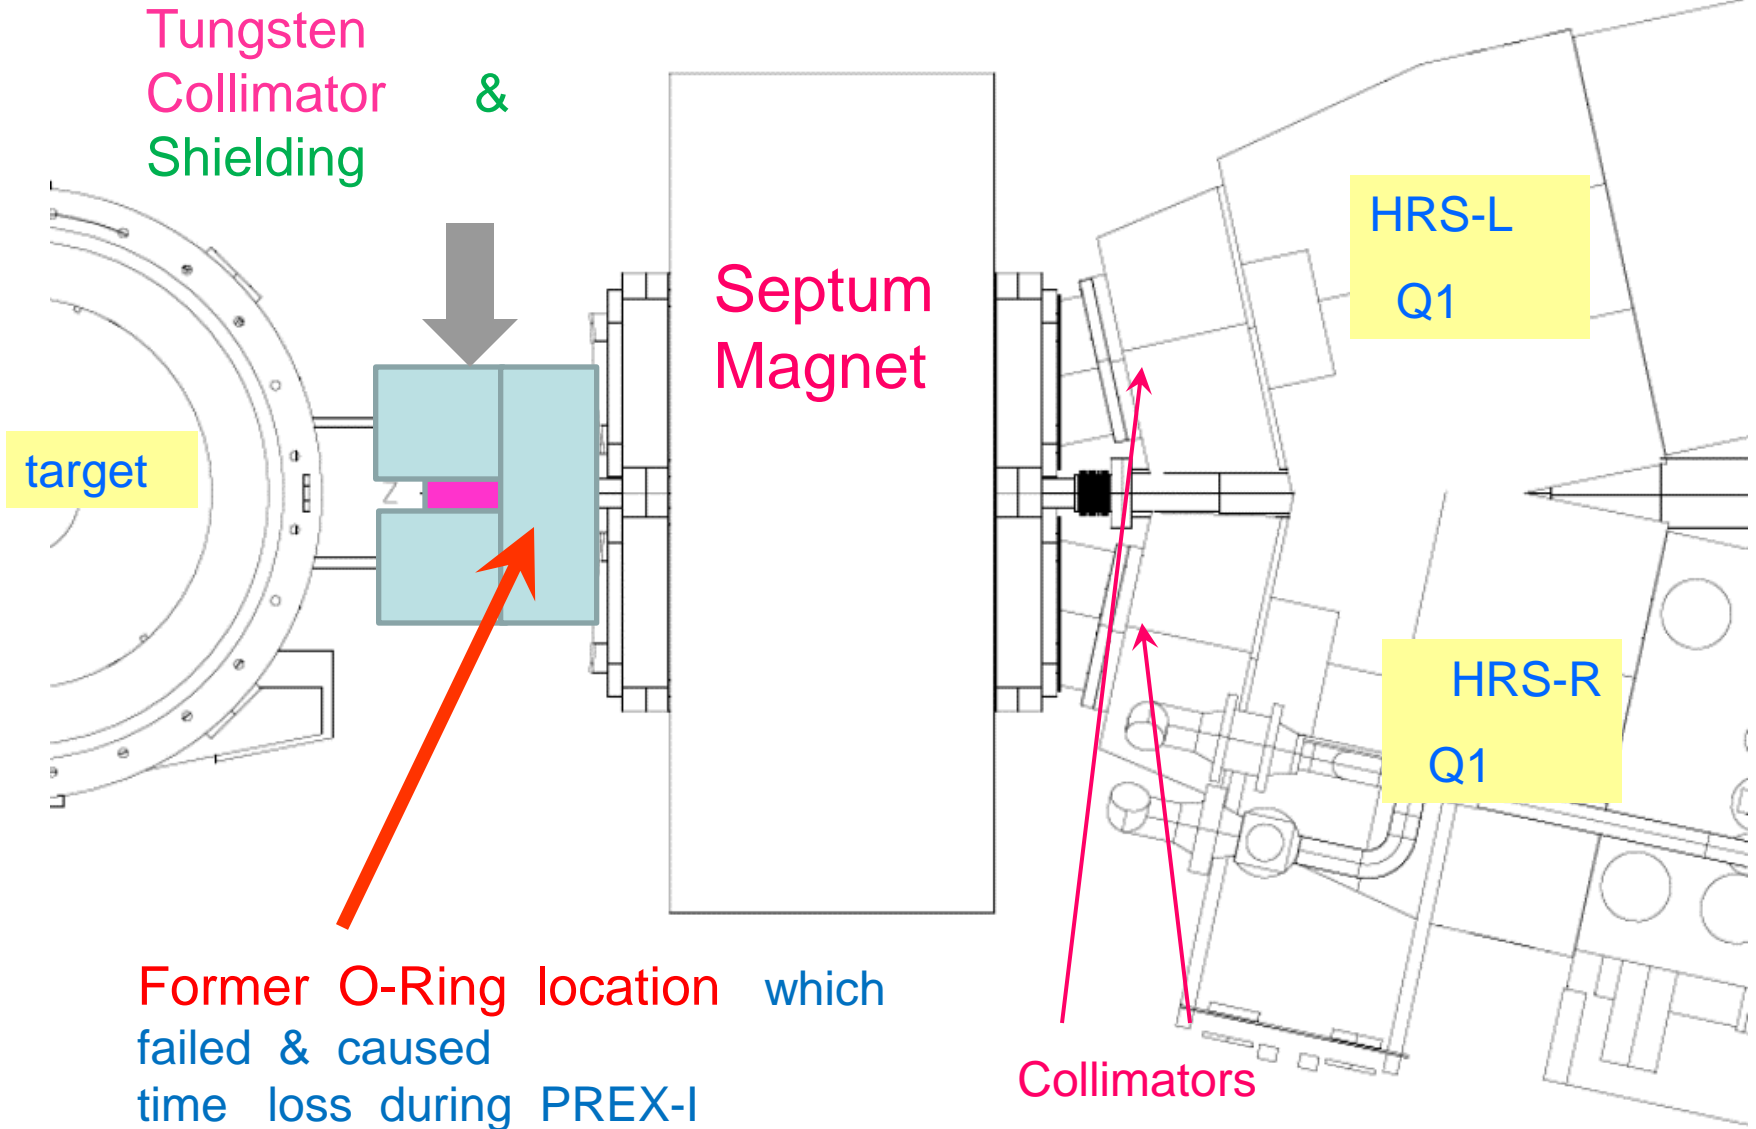 Tungsten
Collimator &
Shielding
Septum
Magnet
HRS-L
Q1
target
Z
HRS-R
Q1
Former O-Ring location which
failed & caused
time loss during PREX-I
Collimators